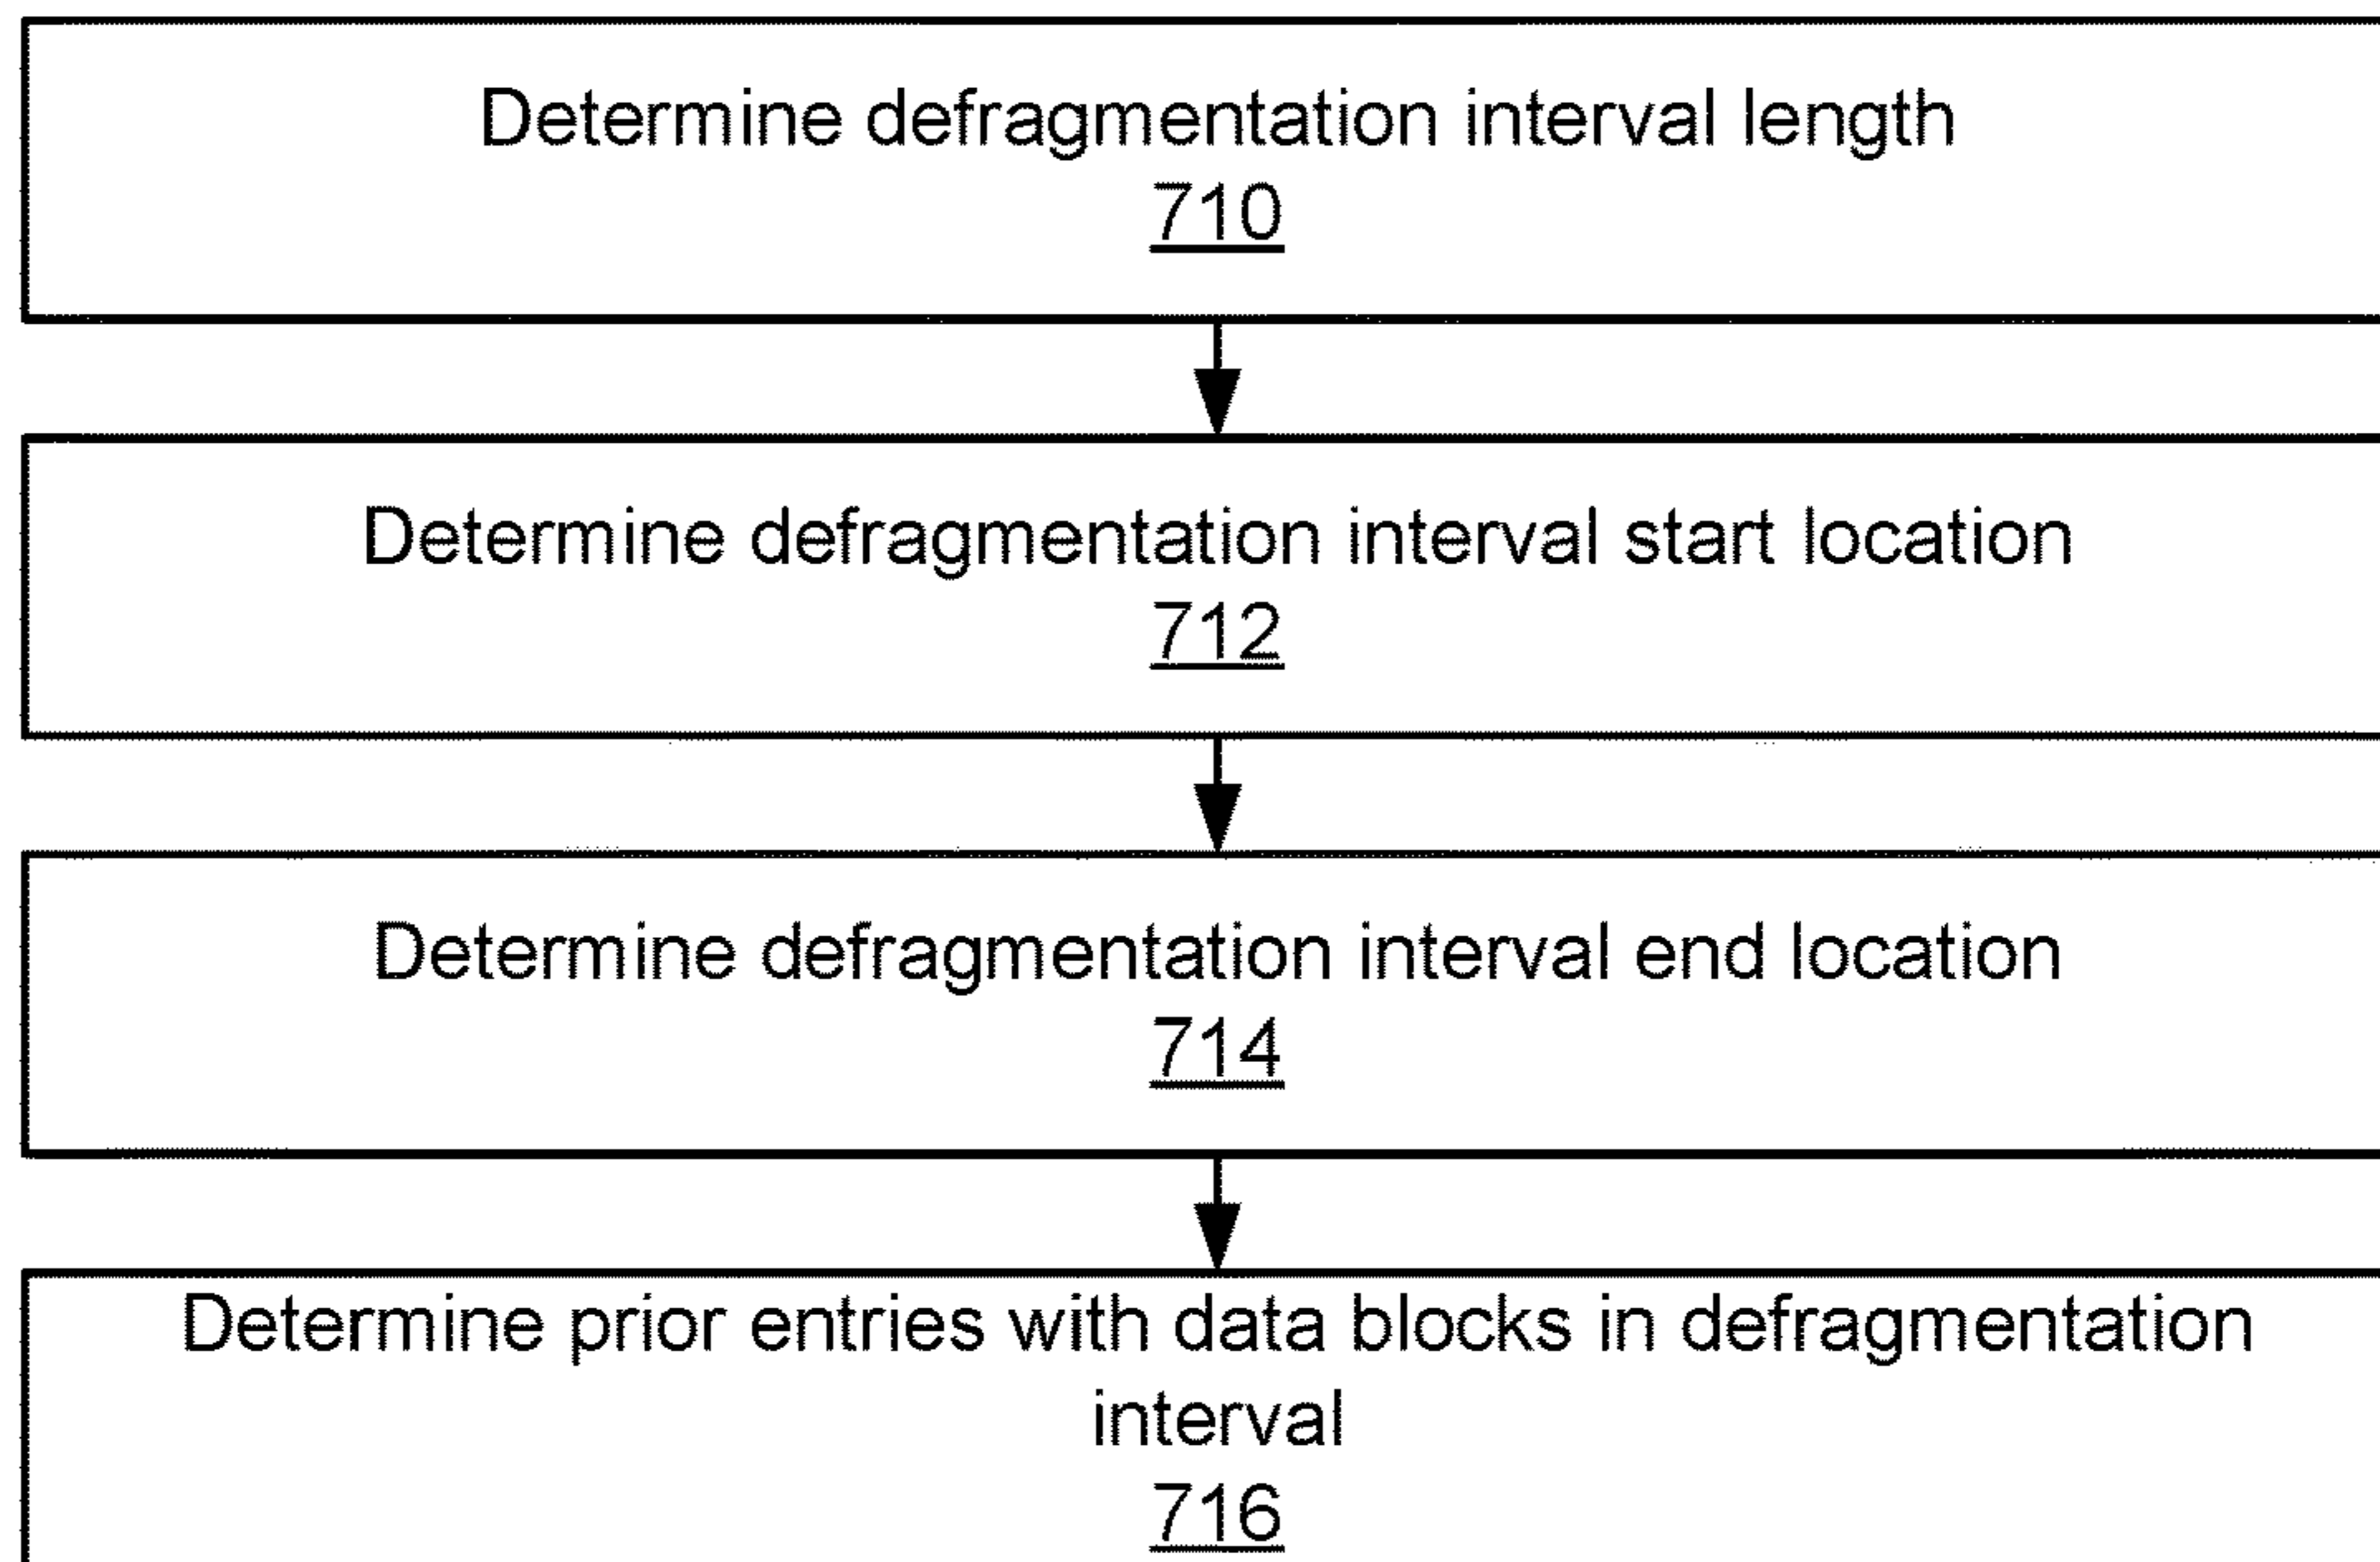 Determine defragmentation interval length
710
Determine defragmentation interval start location
712
Determine defragmentation interval end location
714
Determine prior entries with data blocks in defragmentation
interval
716